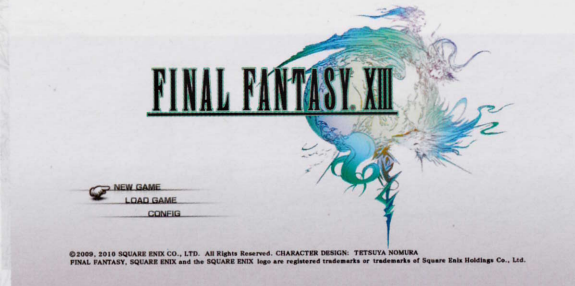 FINAL FANTASY XIII
NEW GAME
LOAD GAME
CONFIG
©2009, 2010 SQUARE ENIX CO., LTD. All Rights Reserved. CHARACTER DESIGN: TETSUYA NOMURA
FINAL FANTASY, SQUARE ENIX and the SQUARE ENIX logo are registered trademarks or trademarks of Square Enix Holdings Co., Ltd.